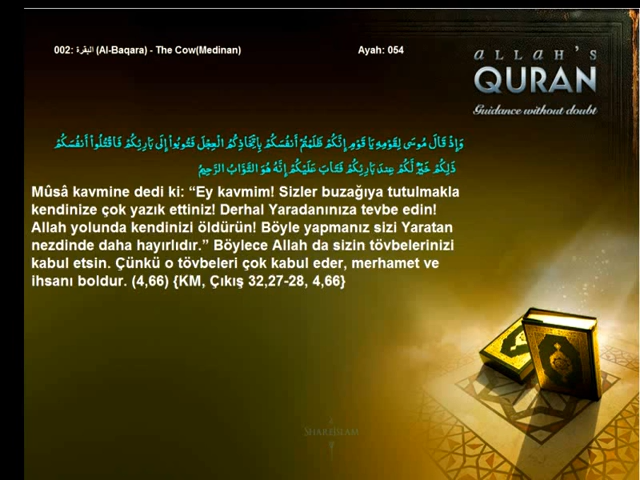 002: البقرة (Al-Baqara) - The Cow(Medinan) Ayah: 054
ALLAH'S
QURAN
Guidance without doubt
وَإِذْ قَالَ مُوسَى لِقَوْمِهِ يَا قَوْمِ إِنَّكُمْ ظَلَمْتُمْ أَنفُسَكُمْ بِاتِّخَاذِكُمُ الْعِجْلَ فَتُوبُواْ إِلَى بَارِئِكُمْ فَاقْتُلُواْ أَنفُسَكُمْ
ذَلِكُمْ خَيْرٌ لَّكُمْ عِندَ بَارِئِكُمْ فَتَابَ عَلَيْكُمْ إِنَّهُ هُوَ التَّوَّابُ الرَّحِيمُ
Mûsâ kavmine dedi ki: “Ey kavmim! Sizler buzağıya tutulmakla
kendinize çok yazık ettiniz! Derhal Yaradanınıza tevbe edin!
Allah yolunda kendinizi öldürün! Böyle yapmanız sizi Yaratan
nezdinde daha hayırlıdır.” Böylece Allah da sizin tövbelerinizi
kabul etsin. Çünkü o tövbeleri çok kabul eder, merhamet ve
ihsanı boldur. (4,66) {KM, Çıkış 32,27-28, 4,66}
SHAREISLAM